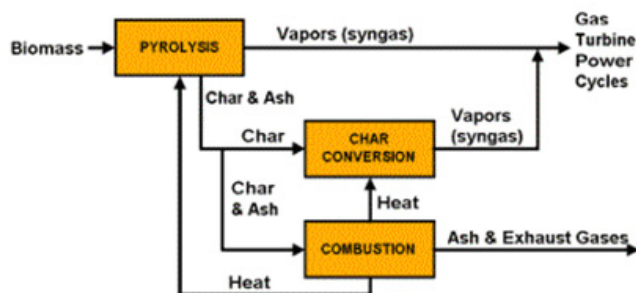 Biomass
PYROLYSIS
Vapors (syngas)
Gas
Turbine
Power
Cycles
Char & Ash
Char
CHAR
CONVERSION
Vapors
(syngas)
Char
& Ash
Heat
COMBUSTION
Ash & Exhaust Gases
Heat